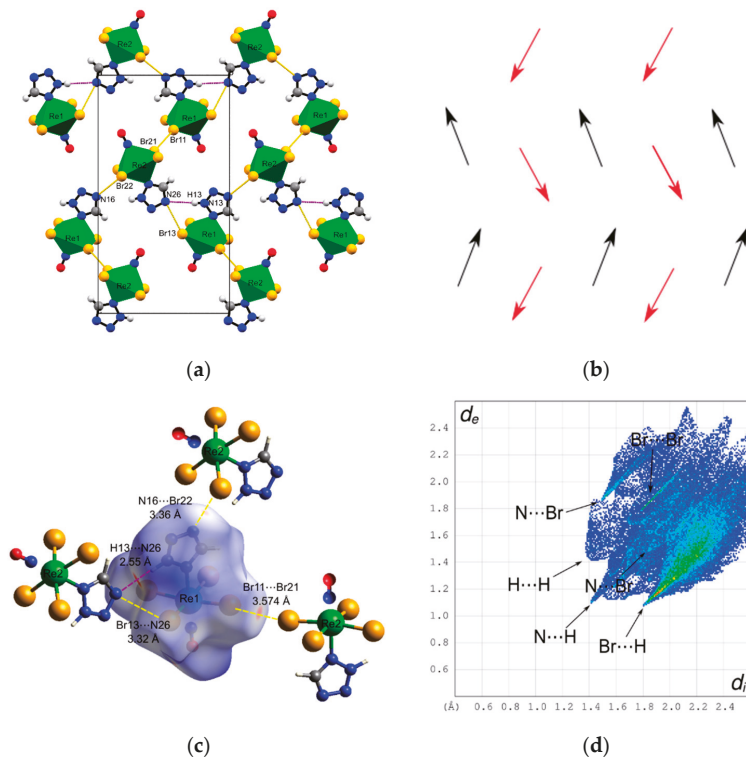 Re2
Re2
Re1
Re1
Br21
Br11
Re2
Re2
Br22
N26
H13
N16
N13
Br13
Re1
Re1
Re1
Re2
Re2
(a)
(b)
Re2
N16···Br22
3.36 Å
H13···N26
2.55 Å
Re2
Re1
Br11···Br21
3.574 Å
Br13···N26
3.32 Å
Re2
(c)
de
2.4
2.2
2.0
1.8
1.6
1.4
1.2
1.0
0.8
0.6
Br···Br
N···Br
H···H
N···Br
N···H
Br···H
di
(Å) 0.6 0.8 1.0 1.2 1.4 1.6 1.8 2.0 2.2 2.4
(d)